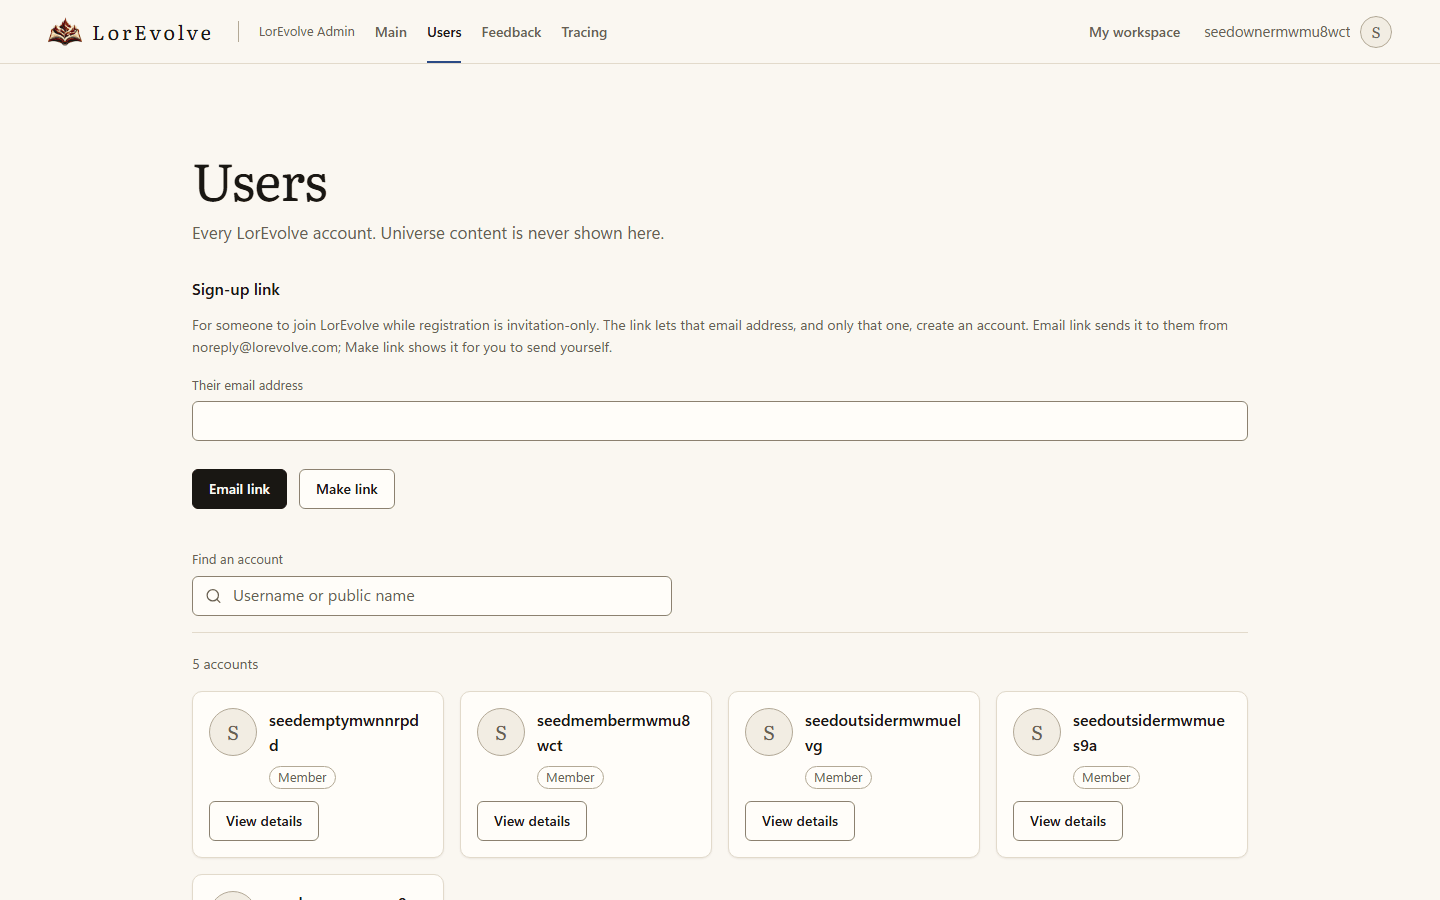 LorEvolve
LorEvolve Admin
Main
Users
Feedback
Tracing
My workspace
seedownermwmu8wct
S
Users
Every LorEvolve account. Universe content is never shown here.
Sign-up link
For someone to join LorEvolve while registration is invitation-only. The link lets that email address, and only that one, create an account. Email link sends it to them from
noreply@lorevolve.com; Make link shows it for you to send yourself.
Their email address
Email link
Make link
Find an account
Username or public name
5 accounts
S
seedemptymwnnrpd
d
Member
View details
S
seedmembermwmu8
wct
Member
View details
S
seedoutsidermwmuel
vg
Member
View details
S
seedoutsidermwmue
s9a
Member
View details